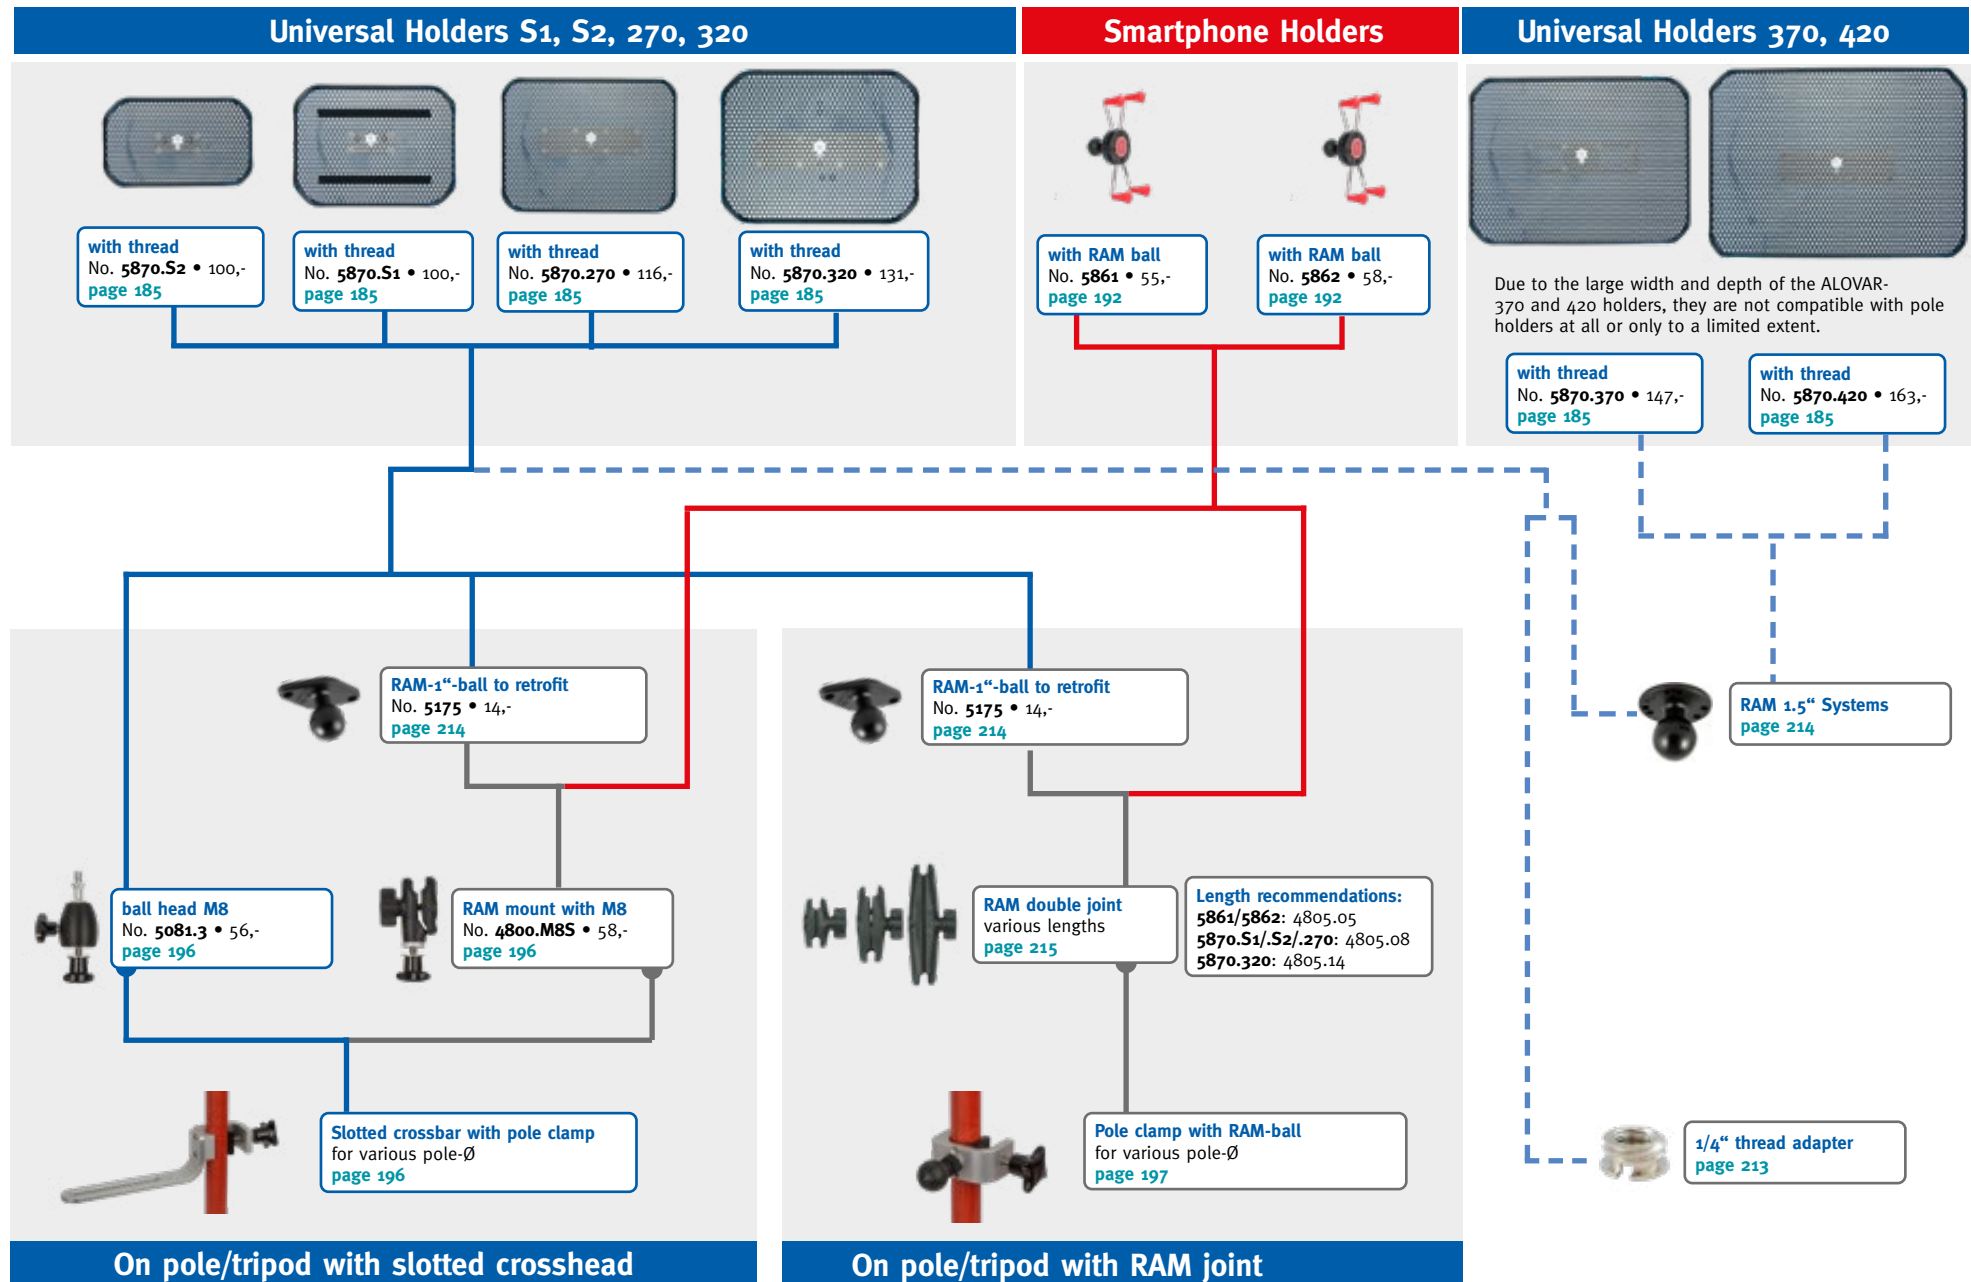 Universal Holders S1, S2, 270, 320
Smartphone Holders
Universal Holders 370, 420
with thread
No. 5870.S2 • 100,-
page 185
with thread
No. 5870.S1 • 100,-
page 185
with thread
No. 5870.270 • 116,-
page 185
with thread
No. 5870.320 • 131,-
page 185
with RAM ball
No. 5861 • 55,-
page 192
with RAM ball
No. 5862 • 58,-
page 192
Due to the large width and depth of the ALOVAR-
370 and 420 holders, they are not compatible with pole
holders at all or only to a limited extent.
with thread
No. 5870.370 • 147,-
page 185
with thread
No. 5870.420 • 163,-
page 185
RAM-1“-ball to retrofit
No. 5175 • 14,-
page 214
RAM-1“-ball to retrofit
No. 5175 • 14,-
page 214
RAM 1.5“ Systems
page 214
ball head M8
No. 5081.3 • 56,-
page 196
RAM mount with M8
No. 4800.M8S • 58,-
page 196
RAM double joint
various lengths
page 215
Length recommendations:
5861/5862: 4805.05
5870.S1/.S2/.270: 4805.08
5870.320: 4805.14
Slotted crossbar with pole clamp
for various pole-Ø
page 196
Pole clamp with RAM-ball
for various pole-Ø
page 197
1/4“ thread adapter
page 213
On pole/tripod with slotted crosshead
On pole/tripod with RAM joint